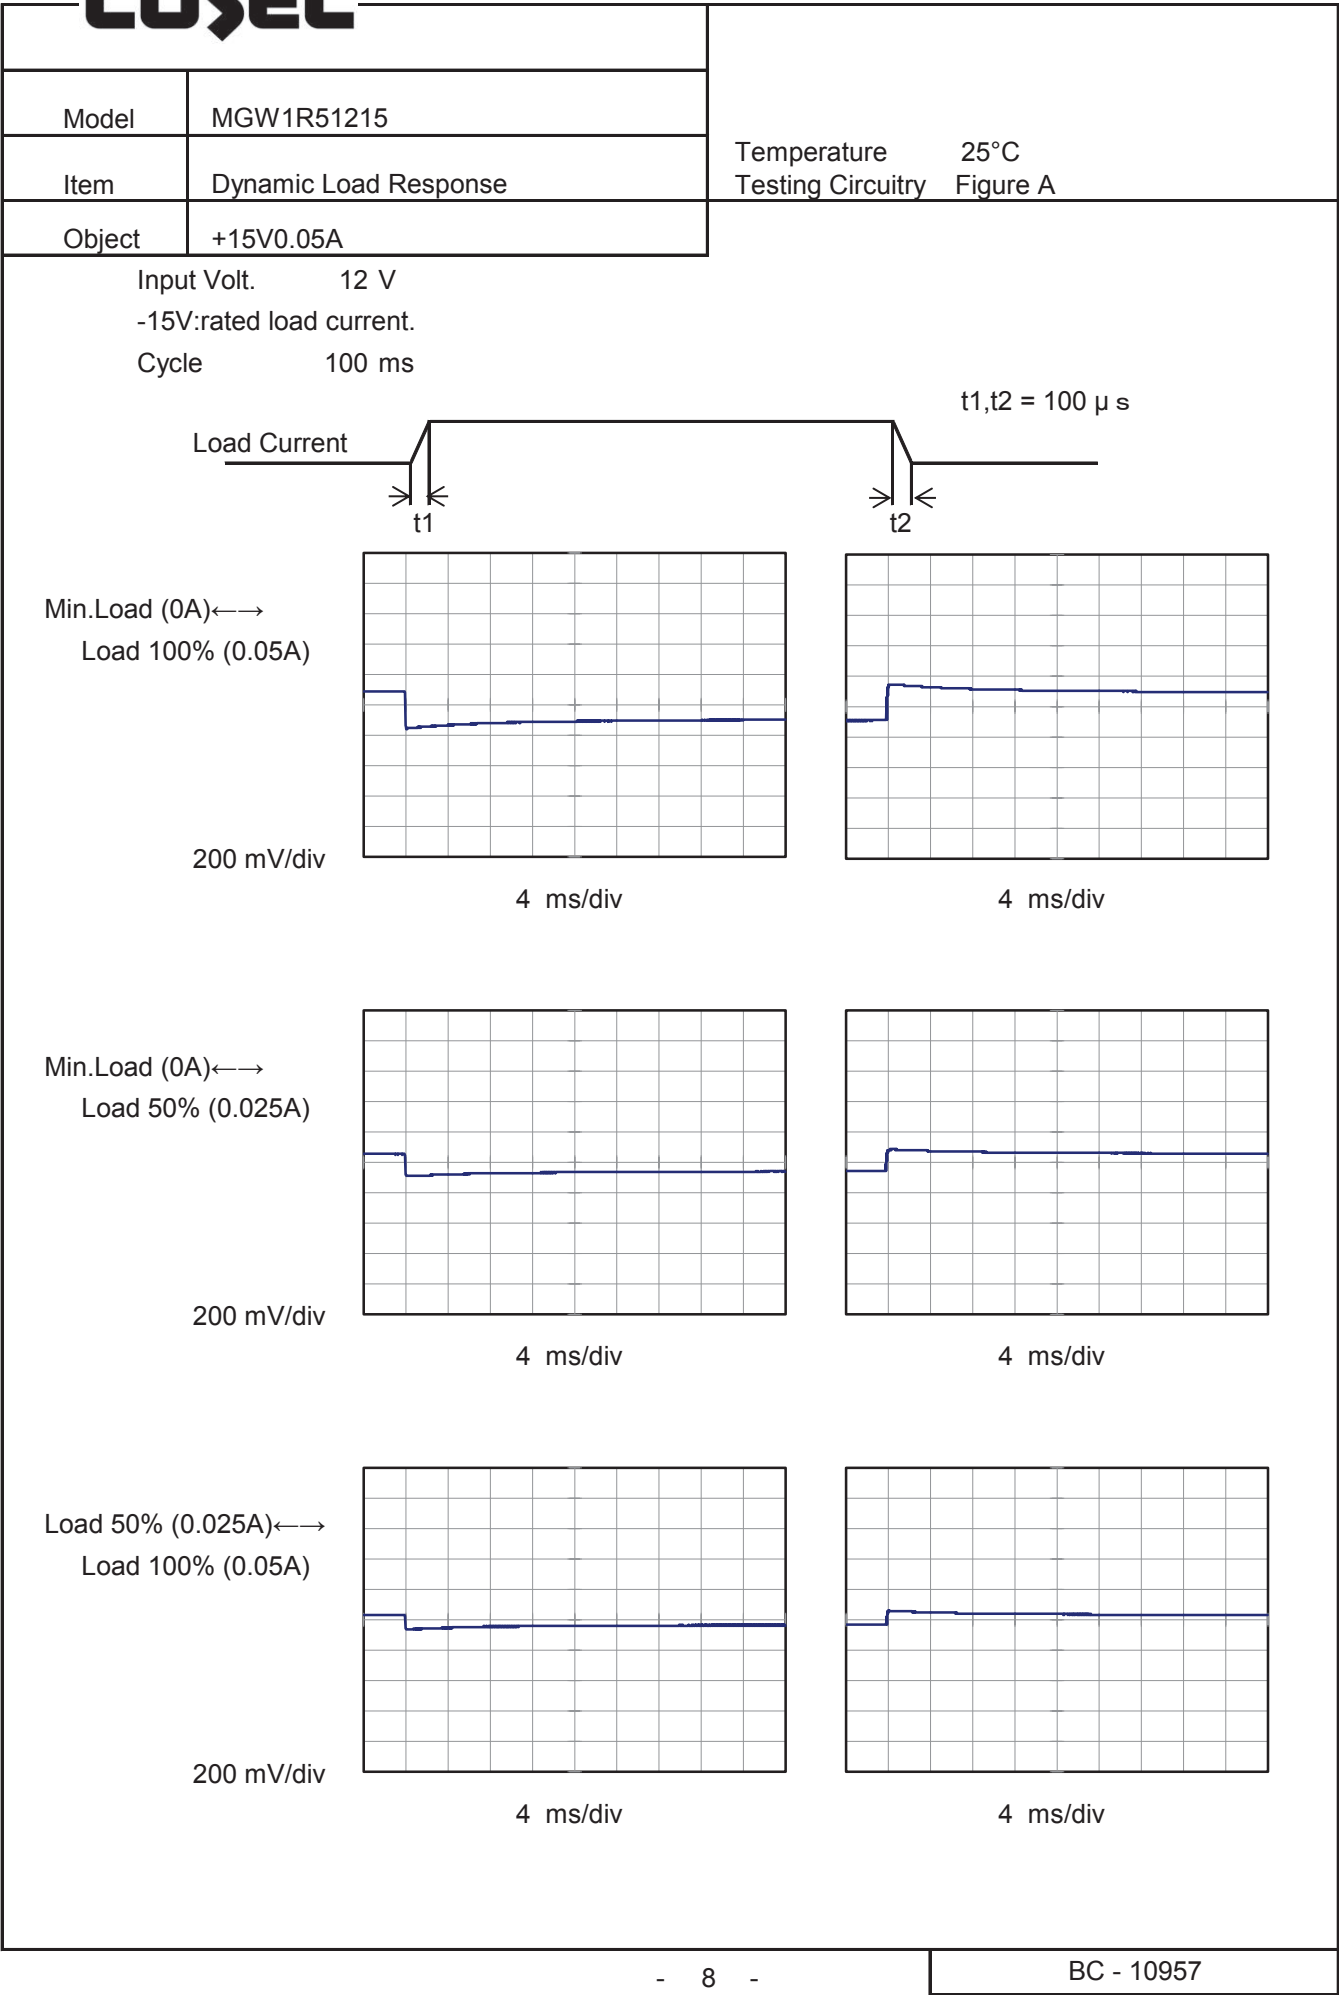 COSEL
Model MGW1R51215
Item Dynamic Load Response
Temperature 25°C
Testing Circuitry Figure A
Object +15V0.05A
Input Volt. 12 V
-15V:rated load current.
Cycle 100 ms
t1,t2 = 100 μ s
Load Current
t1 t2
Min.Load (0A)←→
Load 100% (0.05A)
200 mV/div
4 ms/div 4 ms/div
Min.Load (0A)←→
Load 50% (0.025A)
200 mV/div
4 ms/div 4 ms/div
Load 50% (0.025A)←→
Load 100% (0.05A)
200 mV/div
4 ms/div 4 ms/div
- 8 -
BC - 10957